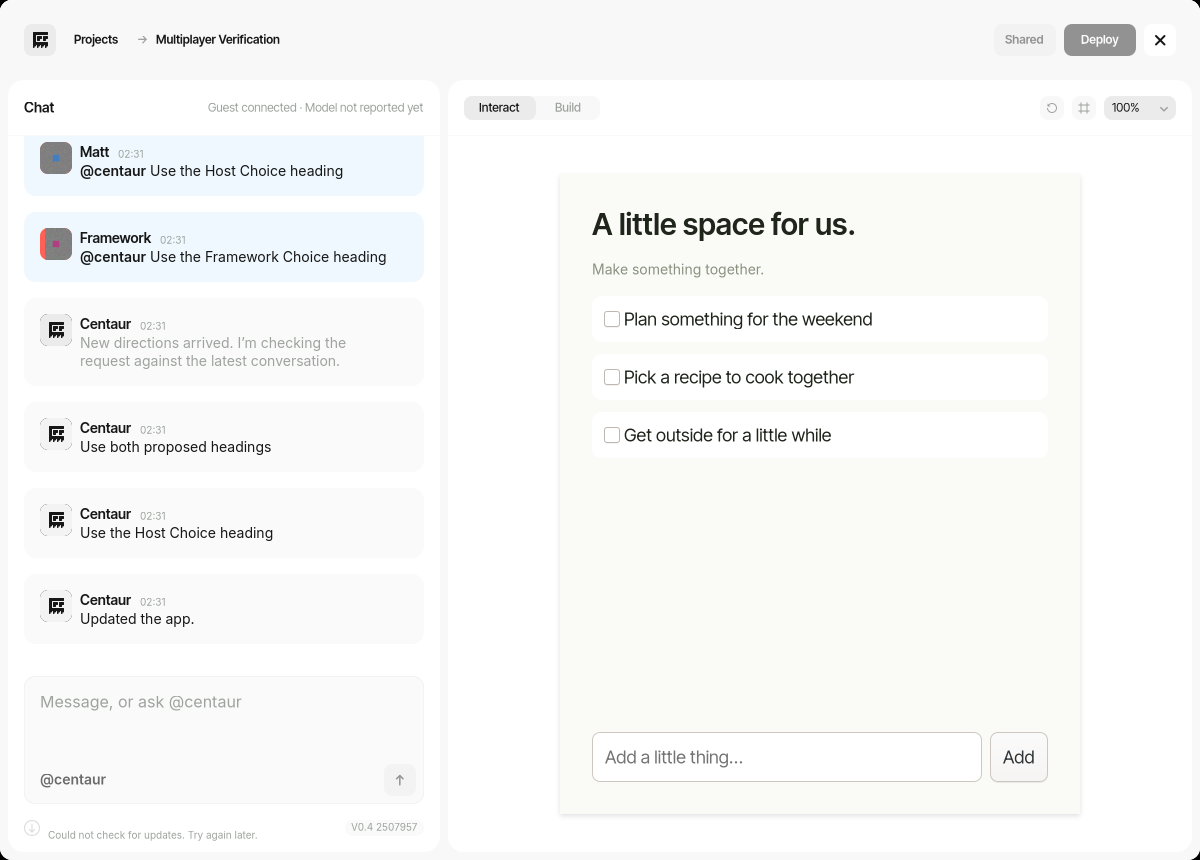 Projects → Multiplayer Verification
Shared
Deploy
Chat
Guest connected · Model not reported yet
Matt 02:31
@centaur Use the Host Choice heading
Framework 02:31
@centaur Use the Framework Choice heading
Centaur 02:31
New directions arrived. I’m checking the
request against the latest conversation.
Centaur 02:31
Use both proposed headings
Centaur 02:31
Use the Host Choice heading
Centaur 02:31
Updated the app.
Message, or ask @centaur
@centaur
Could not check for updates. Try again later.
V0.4 2507957
Interact
Build
100%
A little space for us.
Make something together.
Plan something for the weekend
Pick a recipe to cook together
Get outside for a little while
Add a little thing...
Add